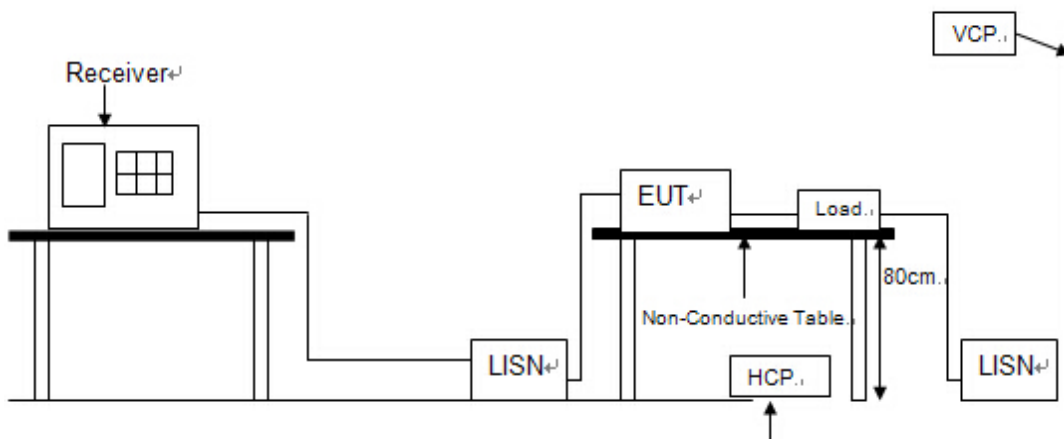 VCP.
Receiver↵
EUT↵
Load.
80cm.
Non-Conductive Table.
LISN↵
HCP.
LISN↵